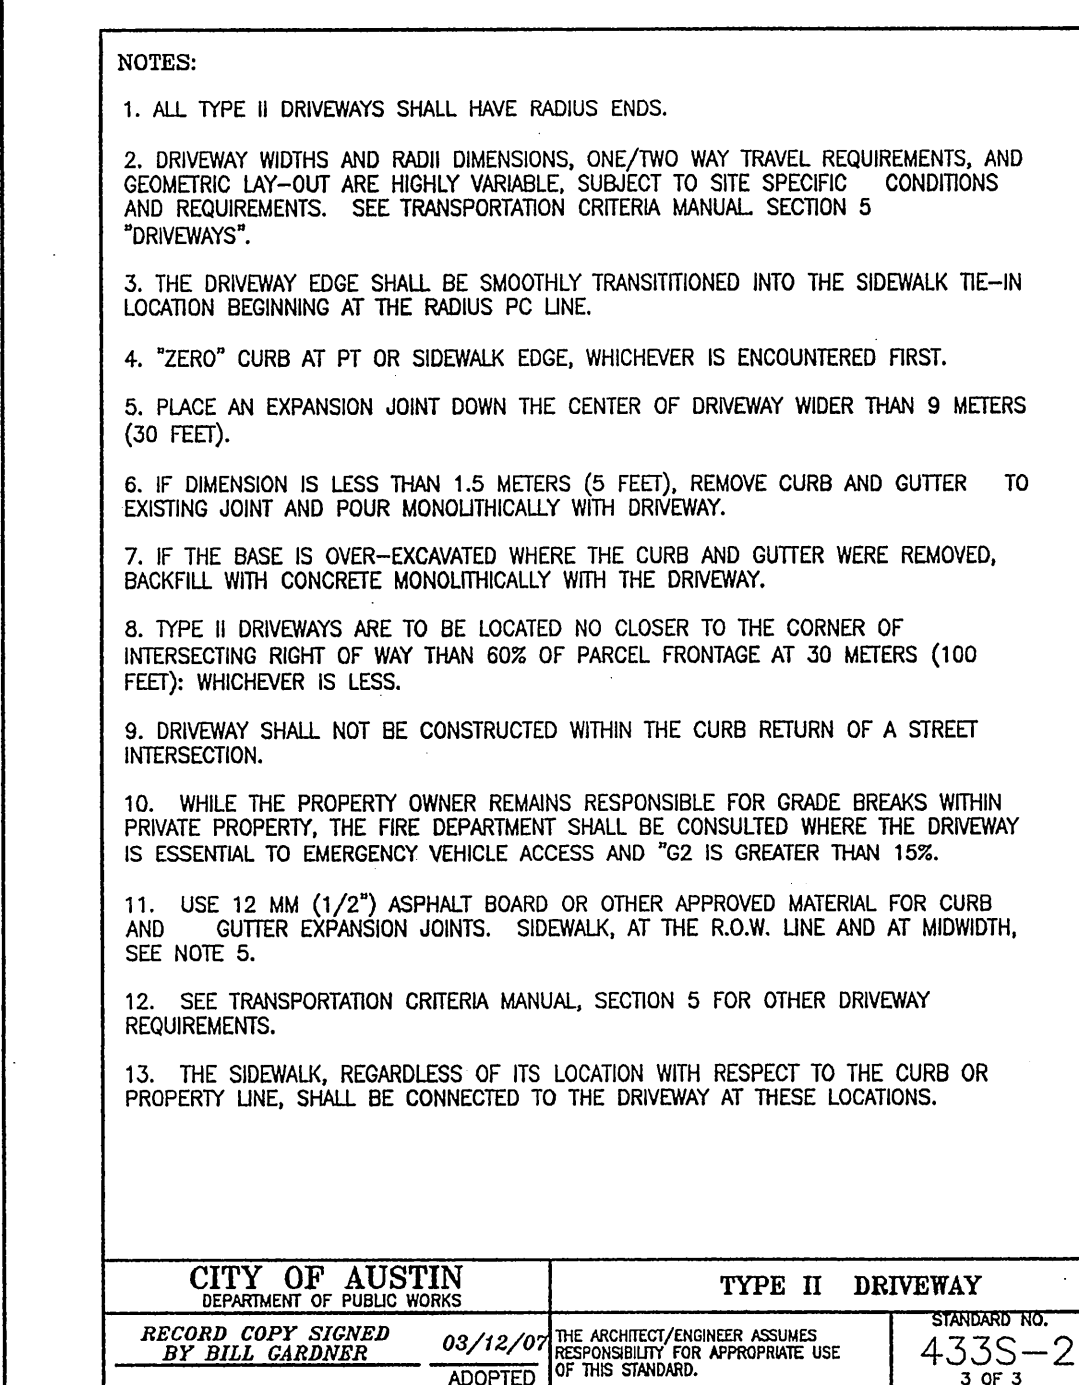 NOTES:
1. ALL TYPE II DRIVEWAYS SHALL HAVE RADIUS ENDS.
2. DRIVEWAY WIDTHS AND RADII DIMENSIONS, ONE/TWO WAY TRAVEL REQUIREMENTS, AND
GEOMETRIC LAY-OUT ARE HIGHLY VARIABLE, SUBJECT TO SITE SPECIFIC CONDITIONS
AND REQUIREMENTS. SEE TRANSPORTATION CRITERIA MANUAL SECTION 5
"DRIVEWAYS".
3. THE DRIVEWAY EDGE SHALL BE SMOOTHLY TRANSITITIONED INTO THE SIDEWALK TIE-IN
LOCATION BEGINNING AT THE RADIUS PC LINE.
4. "ZERO" CURB AT PT OR SIDEWALK EDGE, WHICHEVER IS ENCOUNTERED FIRST.
5. PLACE AN EXPANSION JOINT DOWN THE CENTER OF DRIVEWAY WIDER THAN 9 METERS
(30 FEET).
6. IF DIMENSION IS LESS THAN 1.5 METERS (5 FEET), REMOVE CURB AND GUTTER TO
EXISTING JOINT AND POUR MONOLITHICALLY WITH DRIVEWAY.
7. IF THE BASE IS OVER-EXCAVATED WHERE THE CURB AND GUTTER WERE REMOVED,
BACKFILL WITH CONCRETE MONOLITHICALLY WITH THE DRIVEWAY.
8. TYPE II DRIVEWAYS ARE TO BE LOCATED NO CLOSER TO THE CORNER OF
INTERSECTING RIGHT OF WAY THAN 60% OF PARCEL FRONTAGE AT 30 METERS (100
FEET): WHICHEVER IS LESS.
9. DRIVEWAY SHALL NOT BE CONSTRUCTED WITHIN THE CURB RETURN OF A STREET
INTERSECTION.
10. WHILE THE PROPERTY OWNER REMAINS RESPONSIBLE FOR GRADE BREAKS WITHIN
PRIVATE PROPERTY, THE FIRE DEPARTMENT SHALL BE CONSULTED WHERE THE DRIVEWAY
IS ESSENTIAL TO EMERGENCY VEHICLE ACCESS AND "G2 IS GREATER THAN 15%.
11. USE 12 MM (1/2") ASPHALT BOARD OR OTHER APPROVED MATERIAL FOR CURB
AND GUTTER EXPANSION JOINTS. SIDEWALK, AT THE R.O.W. LINE AND AT MIDWIDTH,
SEE NOTE 5.
12. SEE TRANSPORTATION CRITERIA MANUAL, SECTION 5 FOR OTHER DRIVEWAY
REQUIREMENTS.
13. THE SIDEWALK, REGARDLESS OF ITS LOCATION WITH RESPECT TO THE CURB OR
PROPERTY LINE, SHALL BE CONNECTED TO THE DRIVEWAY AT THESE LOCATIONS.
CITY OF AUSTIN
DEPARTMENT OF PUBLIC WORKS
TYPE II DRIVEWAY
RECORD COPY SIGNED
BY BILL GARDNER
03/12/07
ADOPTED
THE ARCHITECT/ENGINEER ASSUMES
RESPONSIBILITY FOR APPROPRIATE USE
OF THIS STANDARD.
STANDARD NO.
433S-2
3 OF 3